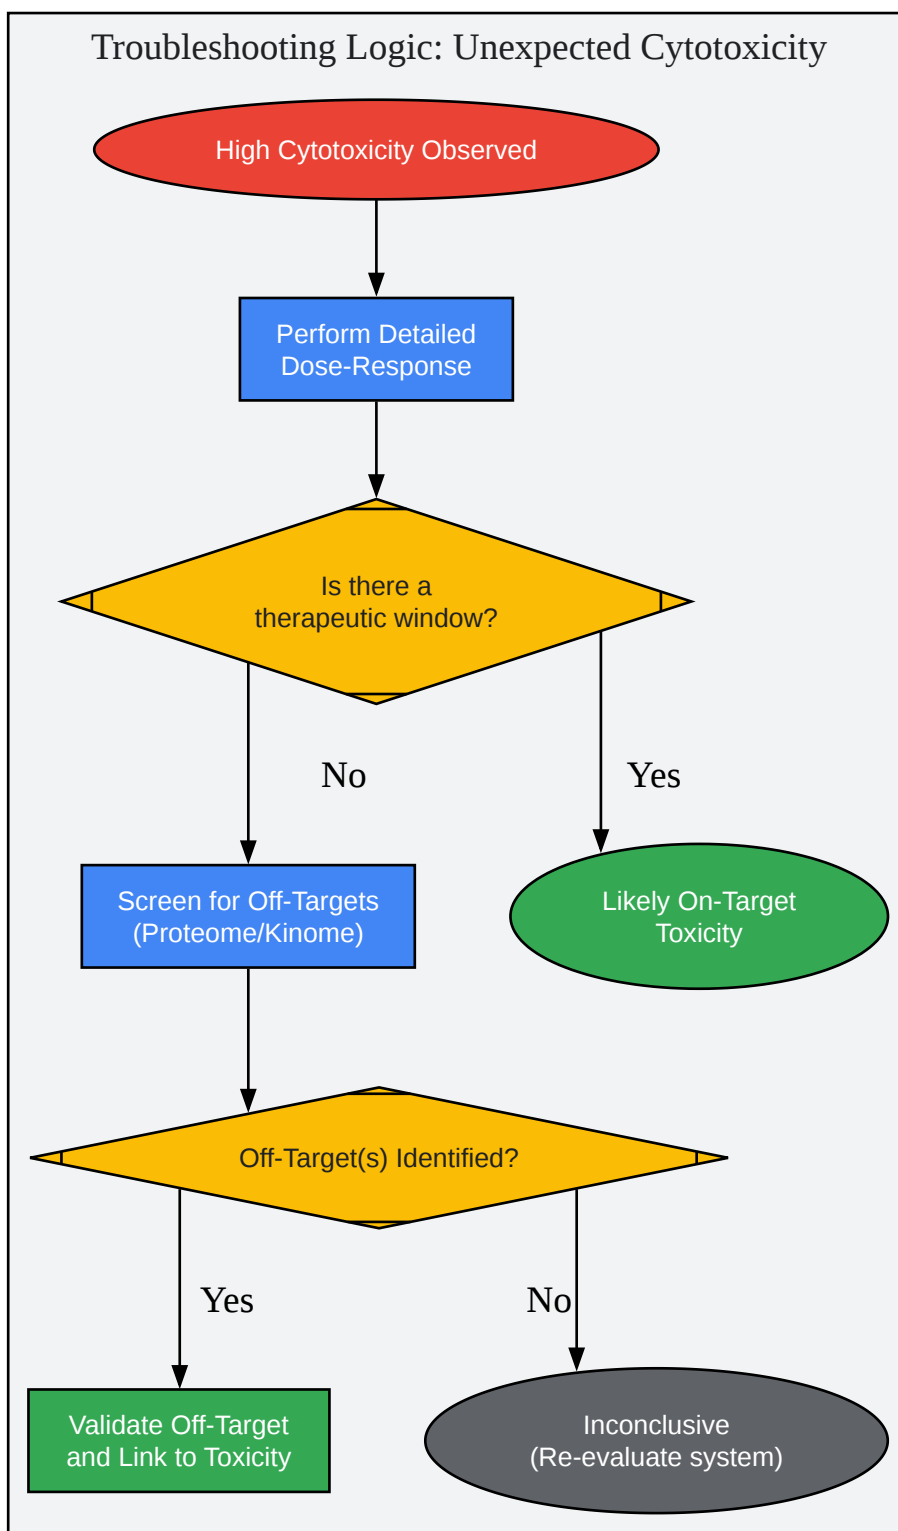 Troubleshooting Logic: Unexpected Cytotoxicity
High Cytotoxicity Observed
Perform Detailed
Dose-Response
Is there a
therapeutic window?
No
Yes
Screen for Off-Targets
(Proteome/Kinome)
Likely On-Target
Toxicity
Off-Target(s) Identified?
Yes
No
Validate Off-Target
and Link to Toxicity
Inconclusive
(Re-evaluate system)